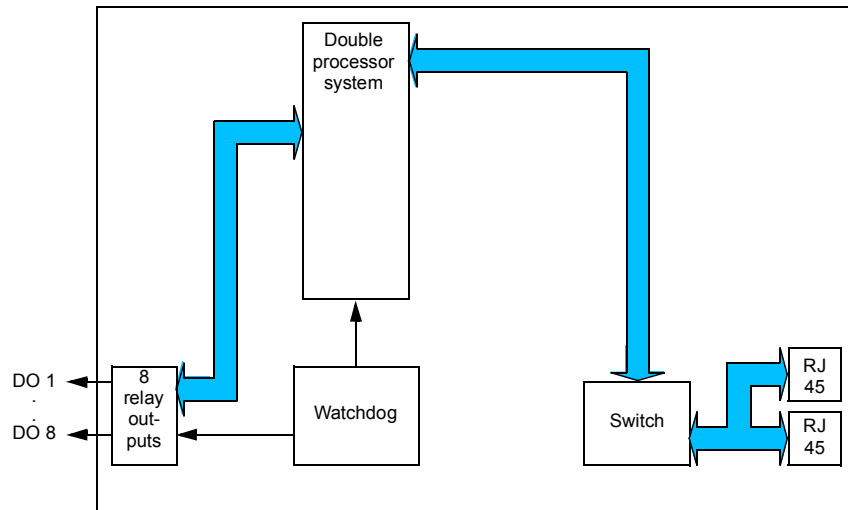 Double
processor
system
DO 1
.
.
DO 8
8
relay
out-
puts
Watchdog
Switch
RJ
45
RJ
45